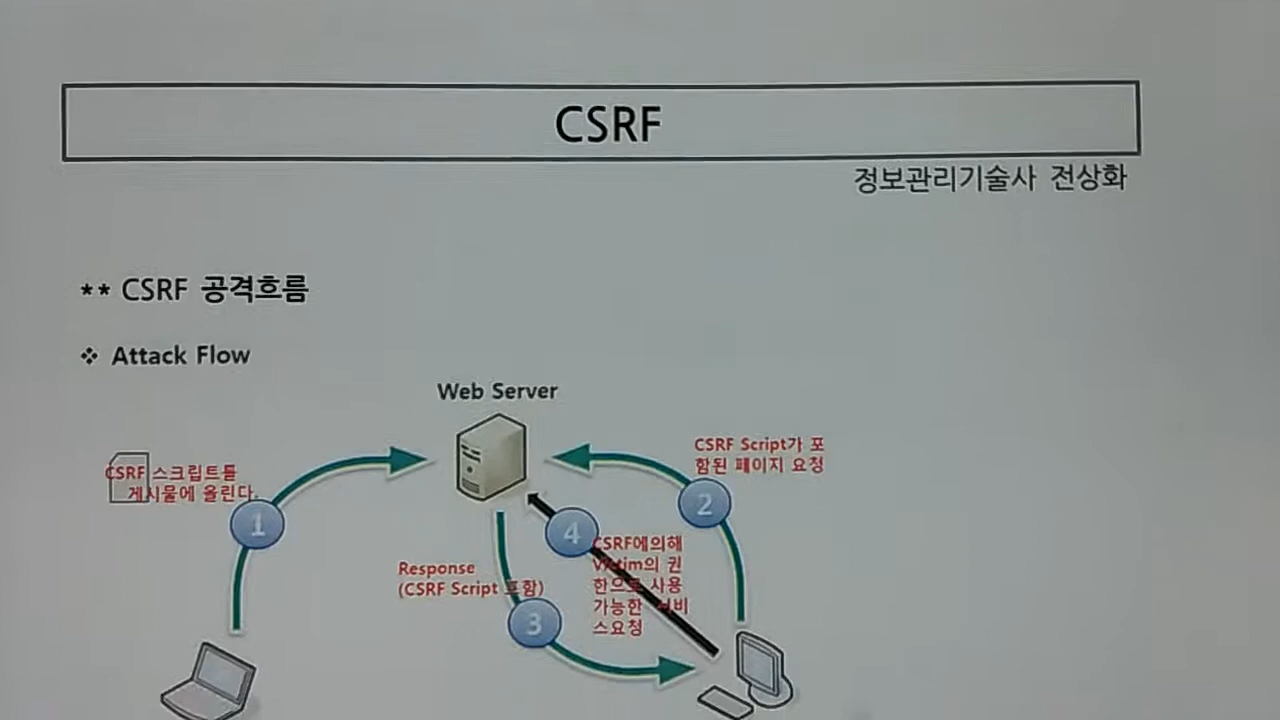 CSRF
정보관리기술사 전상화
** CSRF 공격흐름
❖ Attack Flow
Web Server
CSRF 스크립트를
게시물에 올린다.
1
CSRF Script가 포
함된 페이지 요청
2
4
CSRF에의해
Victim의 권
한으로 사용
가능한 서비
스요청
Response
(CSRF Script 포함)
3